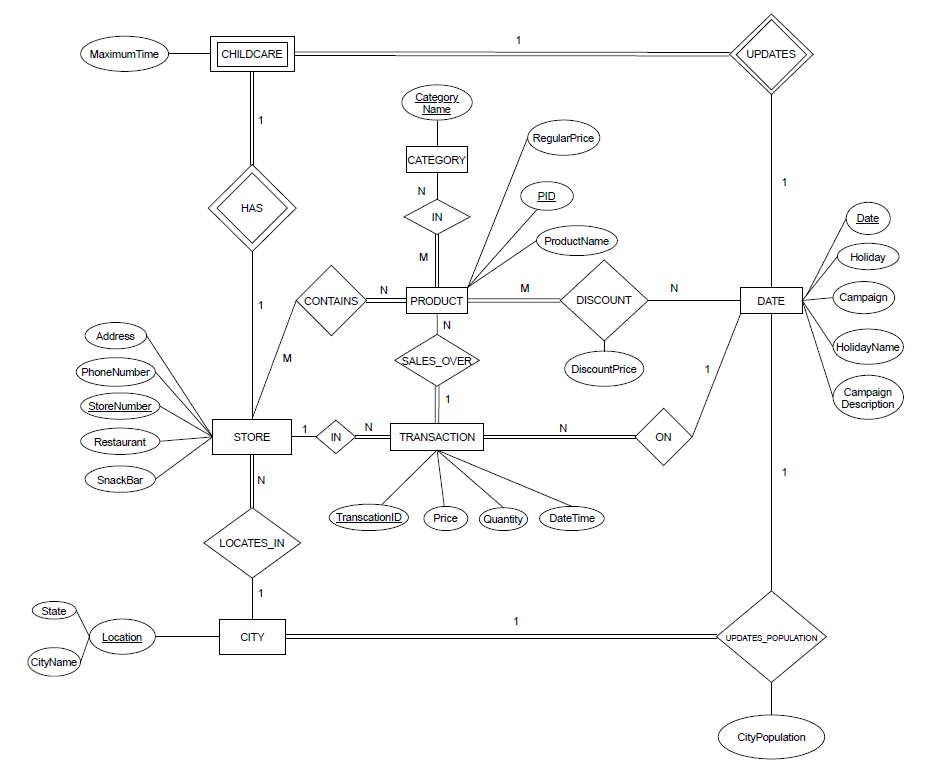 1
MaximumTime
CHILDCARE
UPDATES
Category
Name
1
RegularPrice
CATEGORY
1
N
PID
HAS
IN
Date
ProductName
M
Holiday
N
M
N
CONTAINS
PRODUCT
DISCOUNT
DATE
Campaign
1
N
Address
M
SALES_OVER
HolidayName
PhoneNumber
DiscountPrice
1
Campaign
Description
StoreNumber
1
Restaurant
STORE
1
IN
N
TRANSACTION
N
ON
SnackBar
N
1
TranscationID
Price
Quantity
DateTime
LOCATES_IN
1
State
1
Location
CITY
UPDATES_POPULATION
CityName
CityPopulation